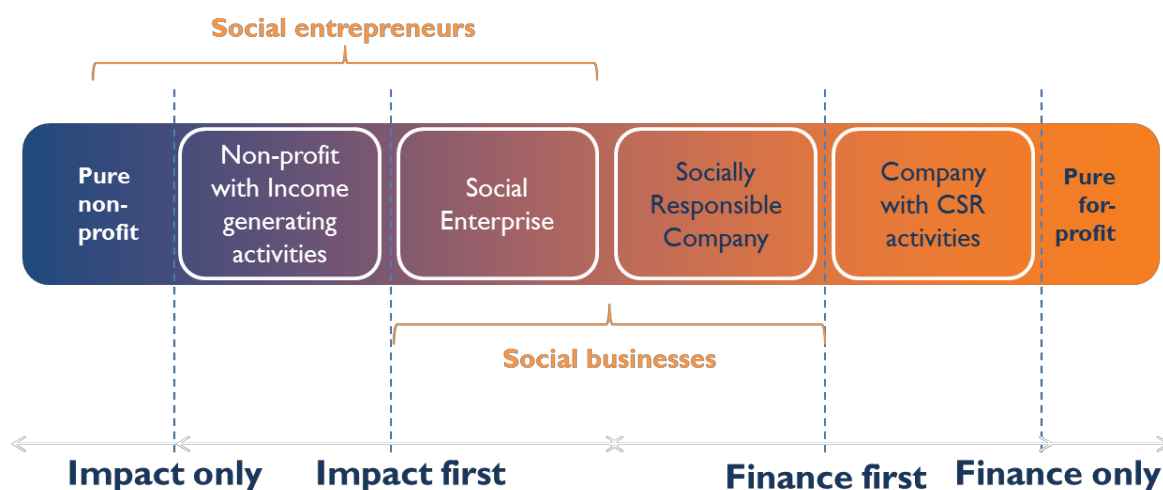 Social entrepreneurs
Pure
non-
profit
Non-profit
with Income
generating
activities
Social
Enterprise
Socially
Responsible
Company
Company
with CSR
activities
Pure
for-
profit
Social businesses
Impact only
Impact first
Finance first
Finance only